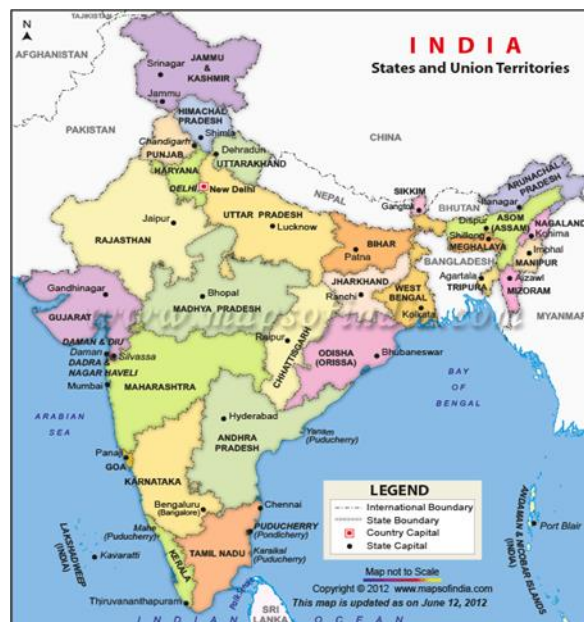 INDIA
States and Union Territories
N
TAJIKISTAN
AFGHANISTAN
Srinagar
JAMMU
&
KASHMIR
Jammu
HIMACHAL
PRADESH
Shimla
PAKISTAN
Chandigarh
PUNJAB
Dehradun
UTTARAKHAND
CHINA
HARYANA
DELHI
New Delhi
NEPAL
SIKKIM
Gangtok
BHUTAN
ARUNACHAL
PRADESH
Itanagar
Dispur
ASOM
(ASSAM)
NAGALAND
Kohima
Shillong
MEGHALAYA
Imphal
MANIPUR
BANGLADESH
Agartala
TRIPURA
Aizawl
MIZORAM
MYANMAR
Jaipur
RAJASTHAN
UTTAR PRADESH
Lucknow
BIHAR
Patna
JHARKHAND
Ranchi
WEST
BENGAL
Kolkata
Gandhinagar
GUJARAT
Bhopal
MADHYA PRADESH
www.mapsofindia.com
Raipur
CHHATTISGARH
ODISHA
(ORISSA)
Bhubaneswar
DAMAN & DIU
Daman
Silvassa
DADRA &
NAGAR HAVELI
Mumbai
MAHARASHTRA
ARABIAN
SEA
BAY
OF
BENGAL
Hyderabad
ANDHRA
PRADESH
Yanam
(Puducherry)
Panaji
GOA
KARNATAKA
Bengaluru
(Bangalore)
Chennai
Mahe
(Puducherry)
PUDUCHERRY
(Pondicherry)
Karaikal
(Puducherry)
TAMIL NADU
KERALA
LAKSHADWEEP
(INDIA)
Kavaratti
Thiruvananthapuram
Palk Strait
SRI
LANKA
INDIAN OCEAN
ANDAMAN & NICOBAR ISLANDS
(INDIA)
Port Blair
LEGEND
International Boundary
State Boundary
Country Capital
State Capital
Map not to Scale
Copyright © 2012 www.mapsofindia.com
This map is updated as on June 12, 2012